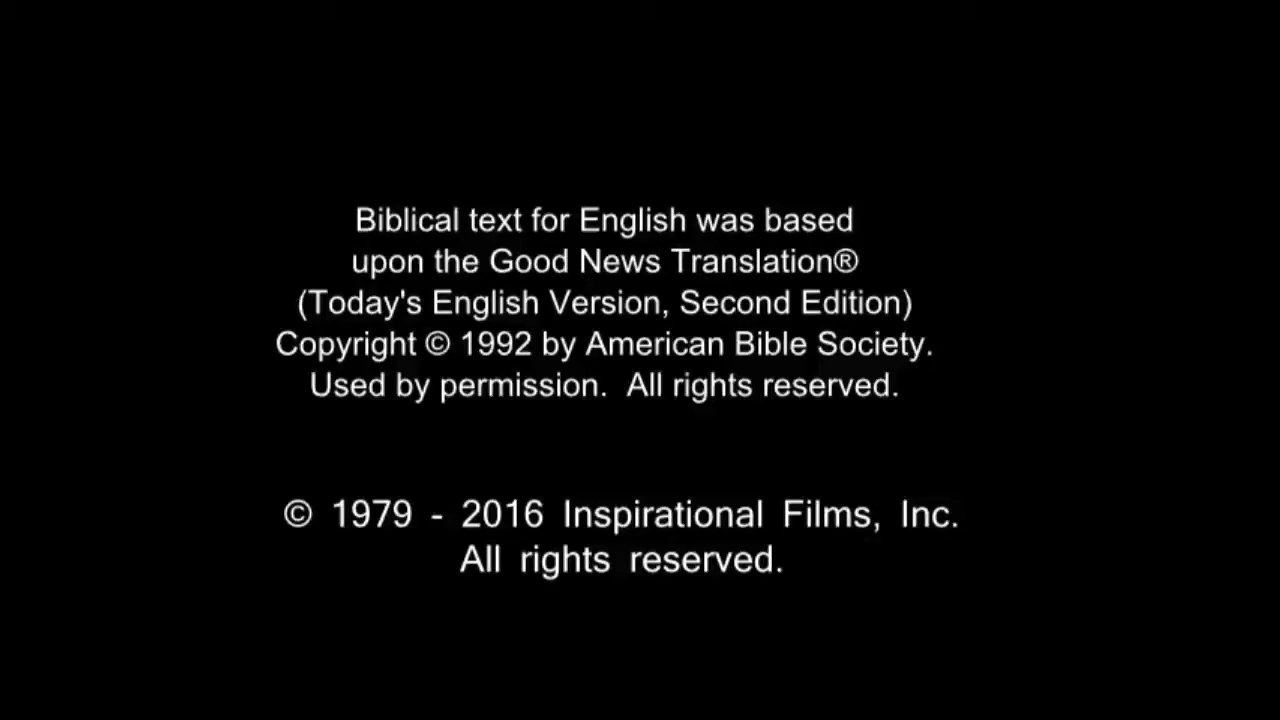 Biblical text for English was based
upon the Good News Translation®
(Today's English Version, Second Edition)
Copyright © 1992 by American Bible Society.
Used by permission.  All rights reserved.
© 1979 - 2016 Inspirational Films, Inc.
All rights reserved.